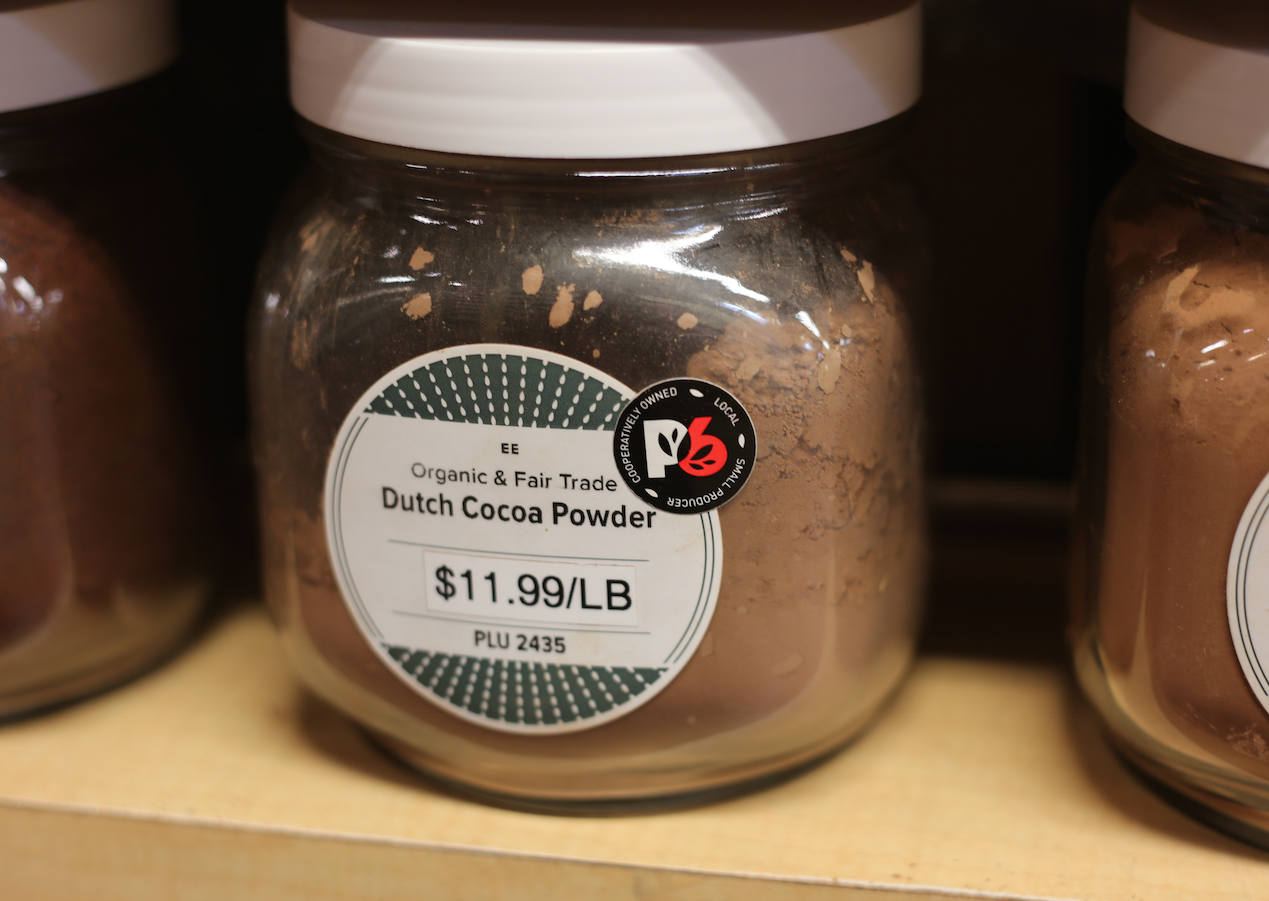 EE
Organic & Fair Trade
Dutch Cocoa Powder
$11.99/LB
PLU 2435
COOPERATIVELY OWNED
LOCAL
SMALL PRODUCER
P6